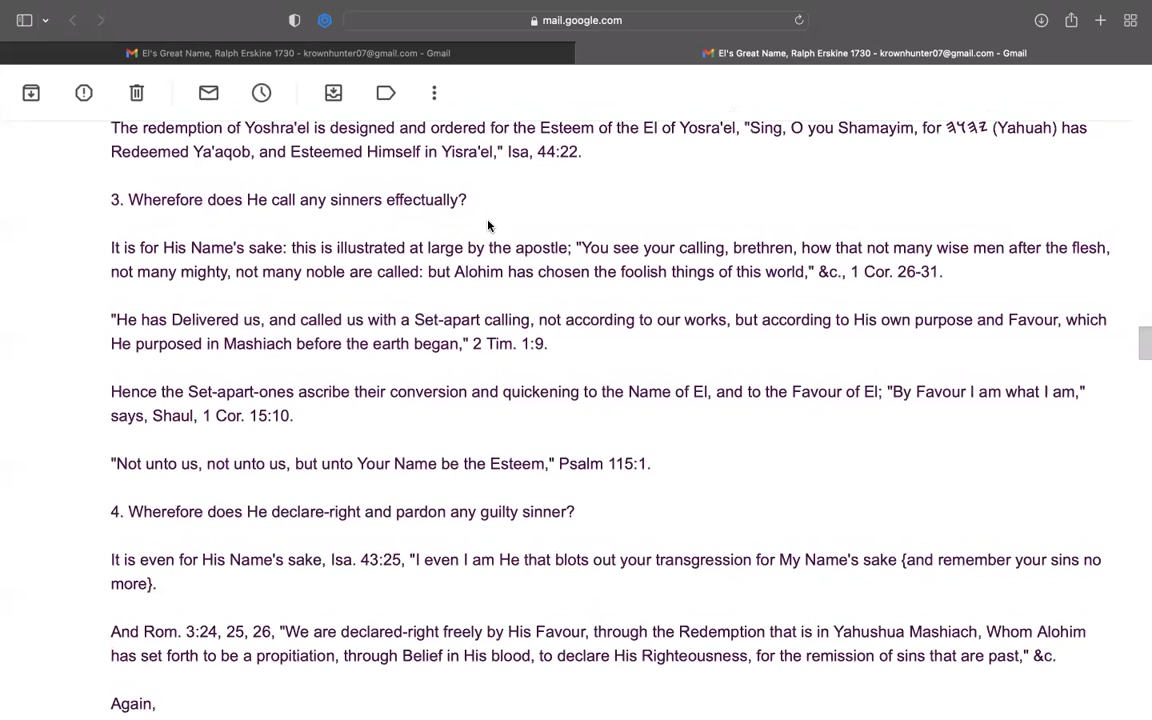 mail.google.com
El's Great Name, Ralph Erskine 1730 - krownhunter07@gmail.com - Gmail
El's Great Name, Ralph Erskine 1730 - krownhunter07@gmail.com - Gmail
The redemption of Yoshra'el is designed and ordered for the Esteem of the El of Yosra'el, "Sing, O you Shamayim, for 𐤉𐤄𐤅𐤄 (Yahuah) has
Redeemed Ya'aqob, and Esteemed Himself in Yisra'el," Isa, 44:22.
3. Wherefore does He call any sinners effectually?
It is for His Name's sake: this is illustrated at large by the apostle; "You see your calling, brethren, how that not many wise men after the flesh,
not many mighty, not many noble are called: but Alohim has chosen the foolish things of this world," &c., 1 Cor. 26-31.
"He has Delivered us, and called us with a Set-apart calling, not according to our works, but according to His own purpose and Favour, which
He purposed in Mashiach before the earth began," 2 Tim. 1:9.
Hence the Set-apart-ones ascribe their conversion and quickening to the Name of El, and to the Favour of El; "By Favour I am what I am,"
says, Shaul, 1 Cor. 15:10.
"Not unto us, not unto us, but unto Your Name be the Esteem," Psalm 115:1.
4. Wherefore does He declare-right and pardon any guilty sinner?
It is even for His Name's sake, Isa. 43:25, "I even I am He that blots out your transgression for My Name's sake {and remember your sins no
more}.
And Rom. 3:24, 25, 26, "We are declared-right freely by His Favour, through the Redemption that is in Yahushua Mashiach, Whom Alohim
has set forth to be a propitiation, through Belief in His blood, to declare His Righteousness, for the remission of sins that are past," &c.
Again,